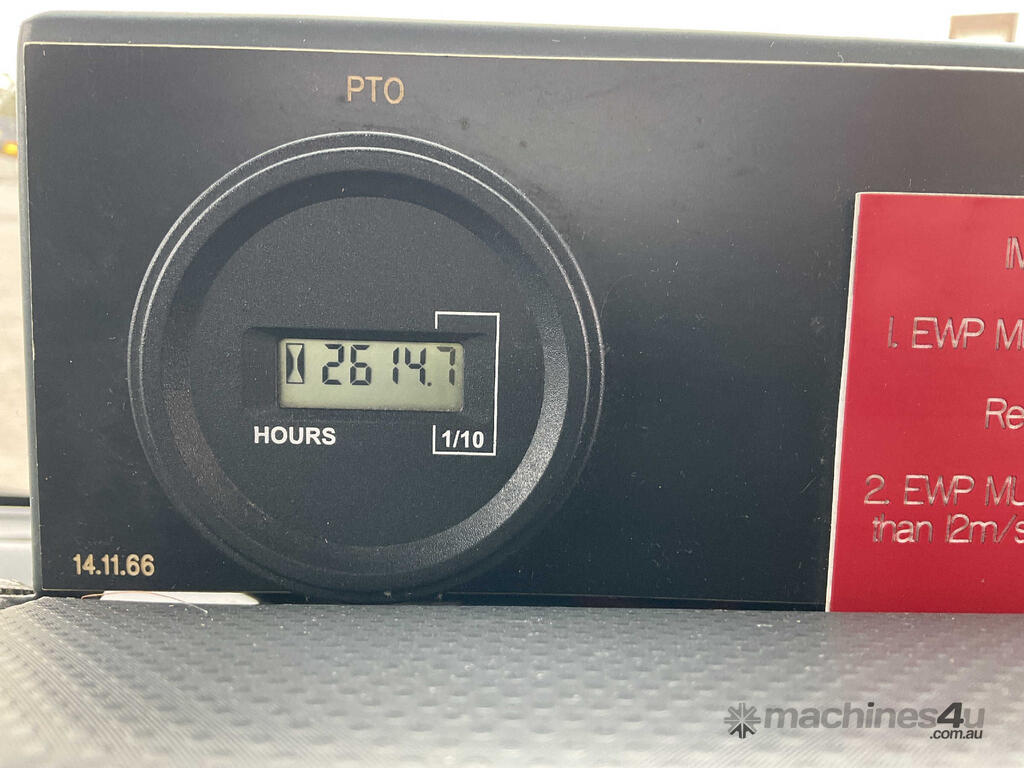 PTO
2614.7
HOURS
1/10
14.11.66
1. EWP
Re
2. EWP MU
than 12m/s
machines4u
.com.au